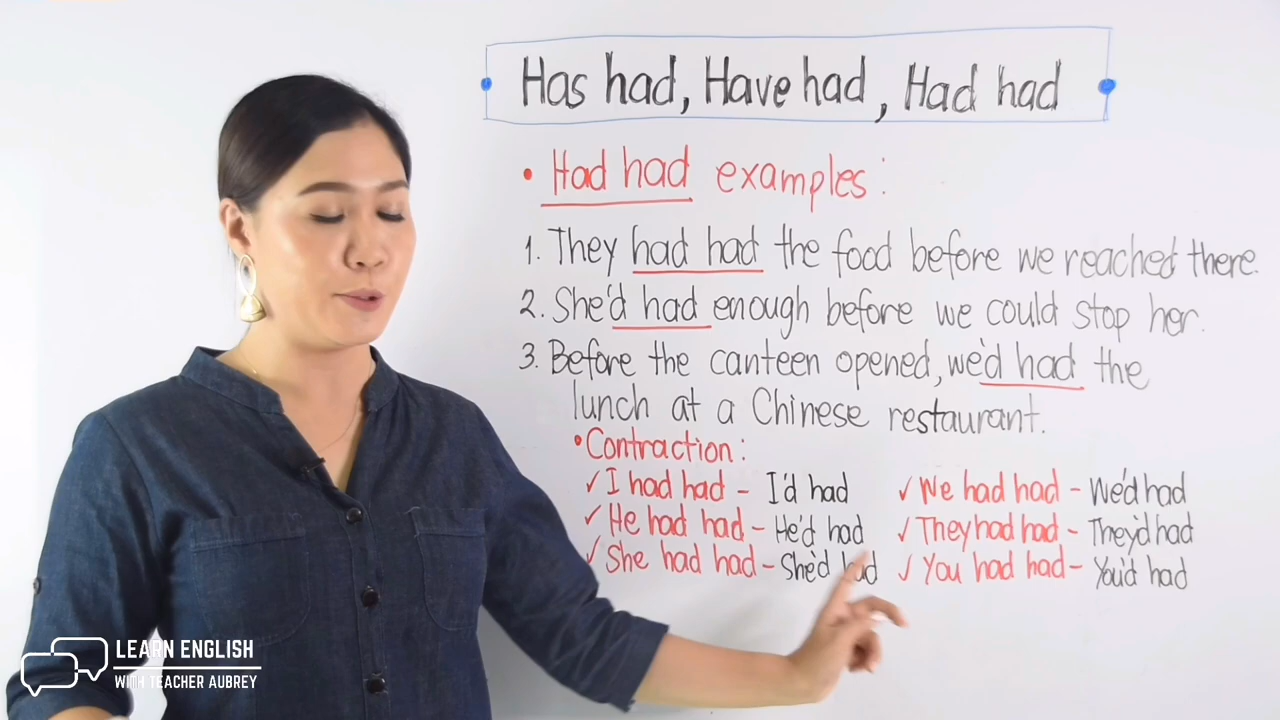 Has had, Have had, Had had
• Had had examples:
1. They had had the food before we reached there.
2. She'd had enough before we could stop her.
3. Before the canteen opened, we'd had the
lunch at a Chinese restaurant.
• Contraction:
✓ I had had - I'd had
✓ He had had - He'd had
✓ She had had - She'd had
✓ We had had - We'd had
✓ They had had - They'd had
✓ You had had - You'd had
LEARN ENGLISH
WITH TEACHER AUBREY